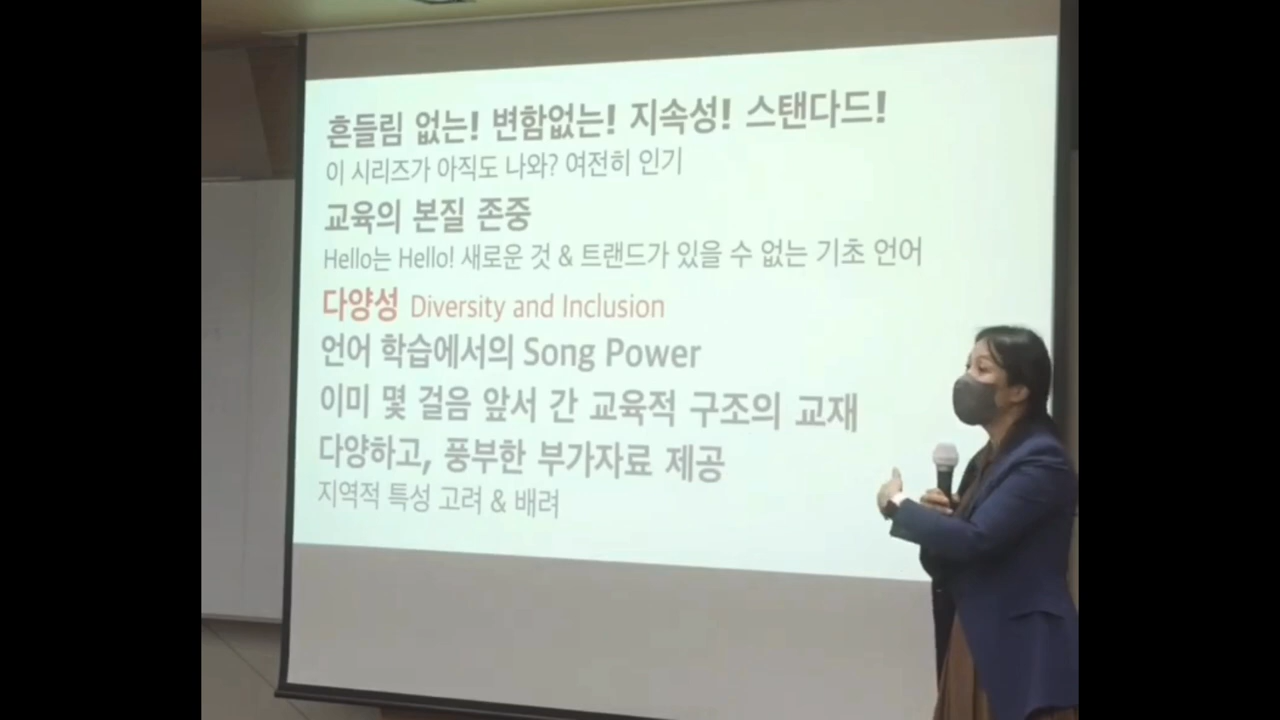 흔들림 없는! 변함없는! 지속성! 스탠다드!
이 시리즈가 아직도 나와? 여전히 인기
교육의 본질 존중
Hello는 Hello! 새로운 것 & 트랜드가 있을 수 없는 기초 언어
다양성 Diversity and Inclusion
언어 학습에서의 Song Power
이미 몇 걸음 앞서 간 교육적 구조의 교재
다양하고, 풍부한 부가자료 제공
지역적 특성 고려 & 배려